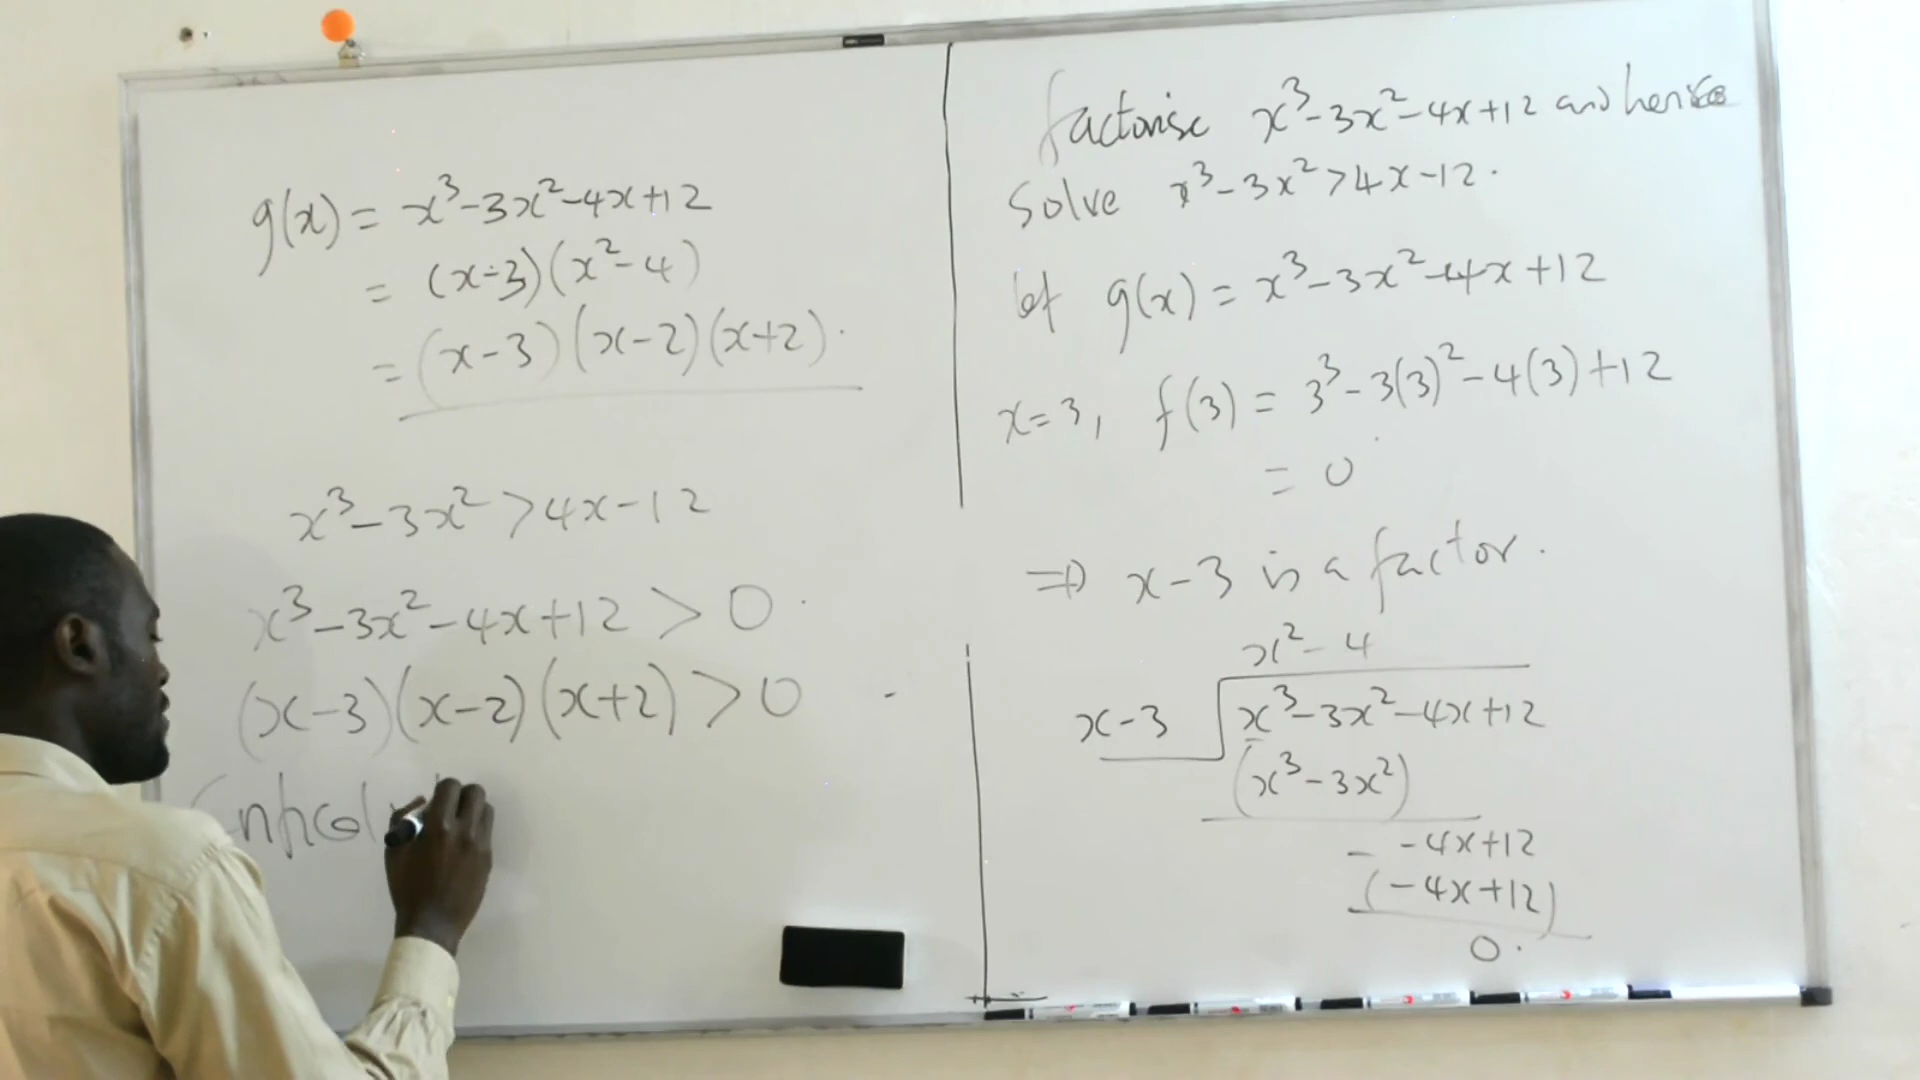 factorise x³-3x²-4x+12 and hence
Solve x³-3x²>4x-12.
let g(x) = x³-3x²-4x+12
x=3, f(3) = 3³-3(3)²-4(3)+12
= 0
⇒ x-3 is a factor.
x²-4
x-3 x³-3x²-4x+12
(x³-3x²)
- -4x+12
(-4x+12)
0.
g(x) = x³-3x²-4x+12
= (x-3)(x²-4)
= (x-3)(x-2)(x+2).
x³-3x²>4x-12
x³-3x²-4x+12 > 0.
(x-3)(x-2)(x+2) > 0